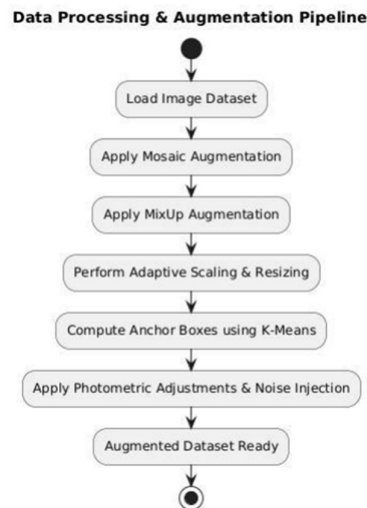 Data Processing & Augmentation Pipeline
Load Image Dataset
Apply Mosaic Augmentation
Apply MixUp Augmentation
Perform Adaptive Scaling & Resizing
Compute Anchor Boxes using K-Means
Apply Photometric Adjustments & Noise Injection
Augmented Dataset Ready